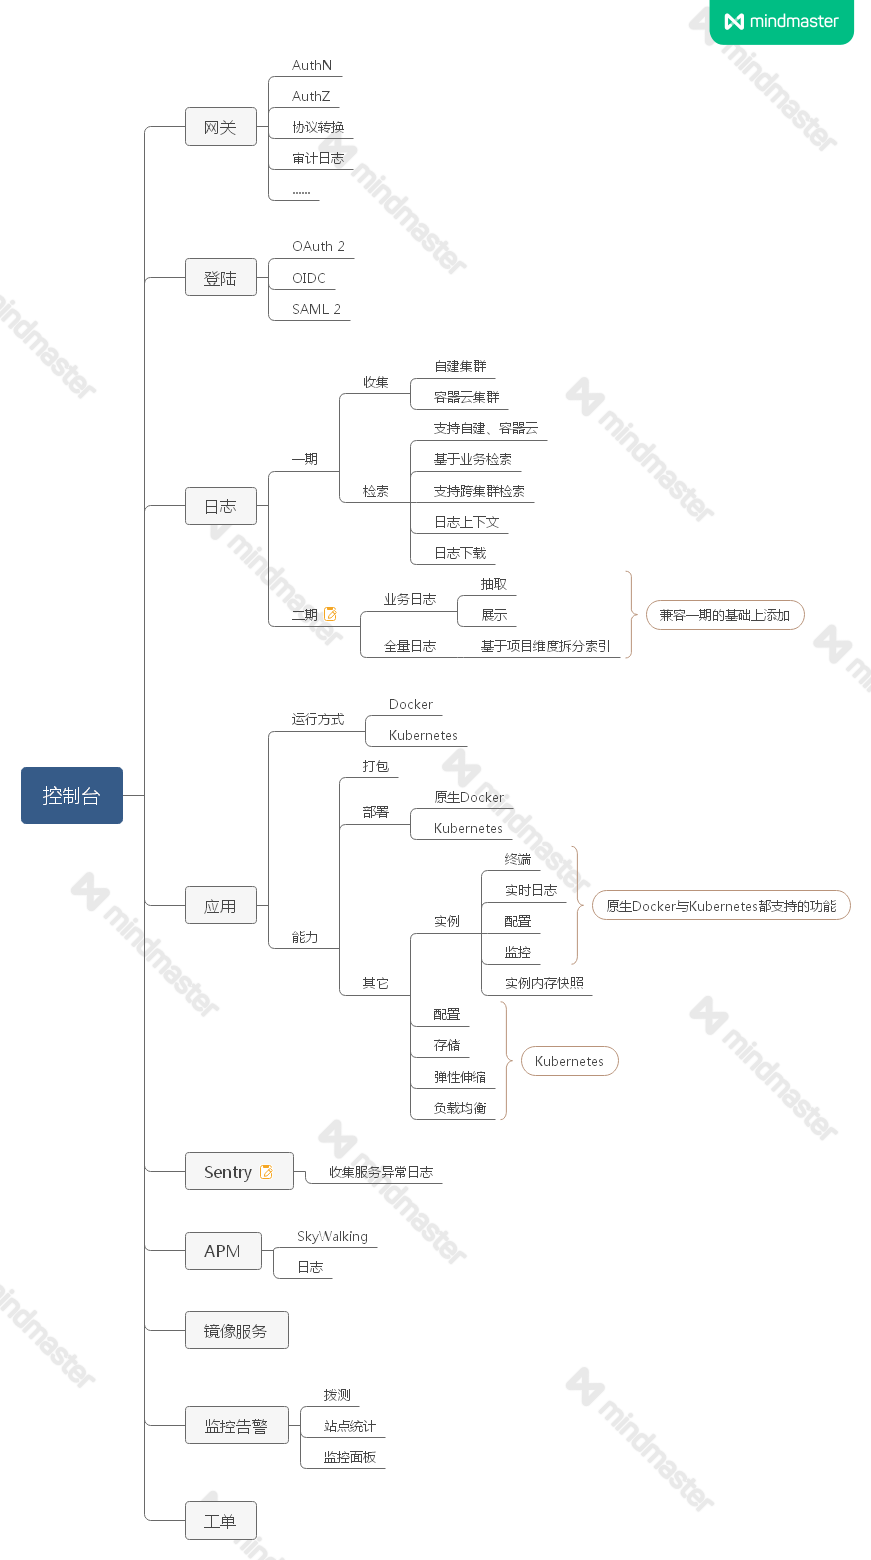 mindmaster
AuthN
AuthZ
网关
协议转换
审计日志
......
OAuth 2
登陆
OIDC
SAML 2
自建集群
收集
容器云集群
支持自建、容器云
一期
基于业务检索
检索
支持跨集群检索
日志
日志上下文
日志下载
抽取
业务日志
二期
展示
兼容一期的基础上添加
全量日志
基于项目维度拆分索引
Docker
运行方式
Kubernetes
打包
控制台
原生Docker
部署
Kubernetes
终端
实时日志
应用
原生Docker与Kubernetes都支持的功能
实例
配置
能力
监控
其它
实例内存快照
配置
存储
Kubernetes
弹性伸缩
负载均衡
Sentry
收集服务异常日志
SkyWalking
APM
日志
镜像服务
拨测
监控告警
站点统计
监控面板
工单